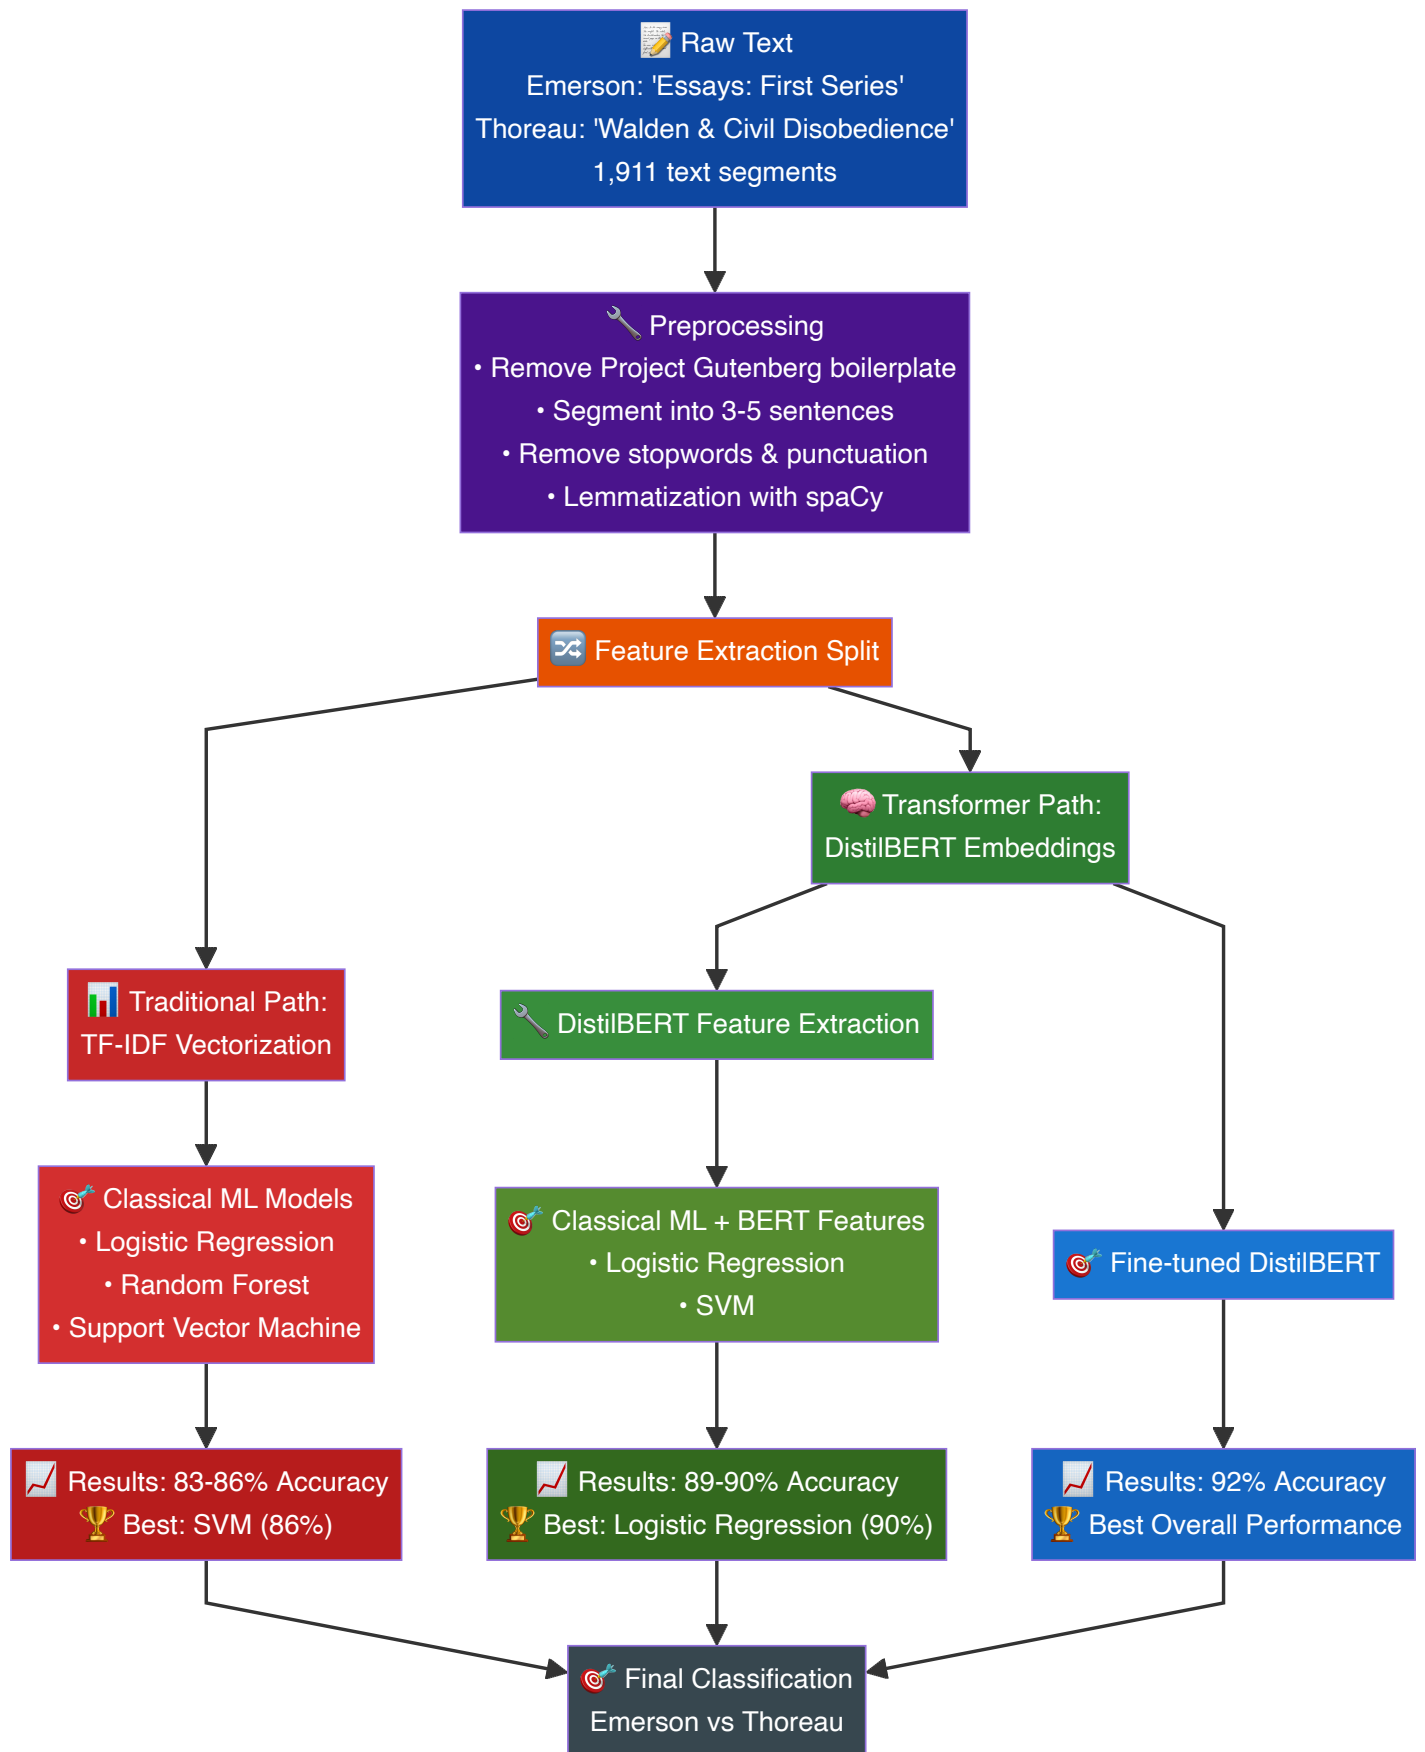 📝 Raw Text
Emerson: 'Essays: First Series'
Thoreau: 'Walden & Civil Disobedience'
1,911 text segments
🔧 Preprocessing
• Remove Project Gutenberg boilerplate
• Segment into 3-5 sentences
• Remove stopwords & punctuation
• Lemmatization with spaCy
🔀 Feature Extraction Split
🧠 Transformer Path:
DistilBERT Embeddings
📊 Traditional Path:
TF-IDF Vectorization
🔧 DistilBERT Feature Extraction
🎯 Classical ML Models
• Logistic Regression
• Random Forest
• Support Vector Machine
🎯 Classical ML + BERT Features
• Logistic Regression
• SVM
🎯 Fine-tuned DistilBERT
📈 Results: 83-86% Accuracy
🏆 Best: SVM (86%)
📈 Results: 89-90% Accuracy
🏆 Best: Logistic Regression (90%)
📈 Results: 92% Accuracy
🏆 Best Overall Performance
🎯 Final Classification
Emerson vs Thoreau